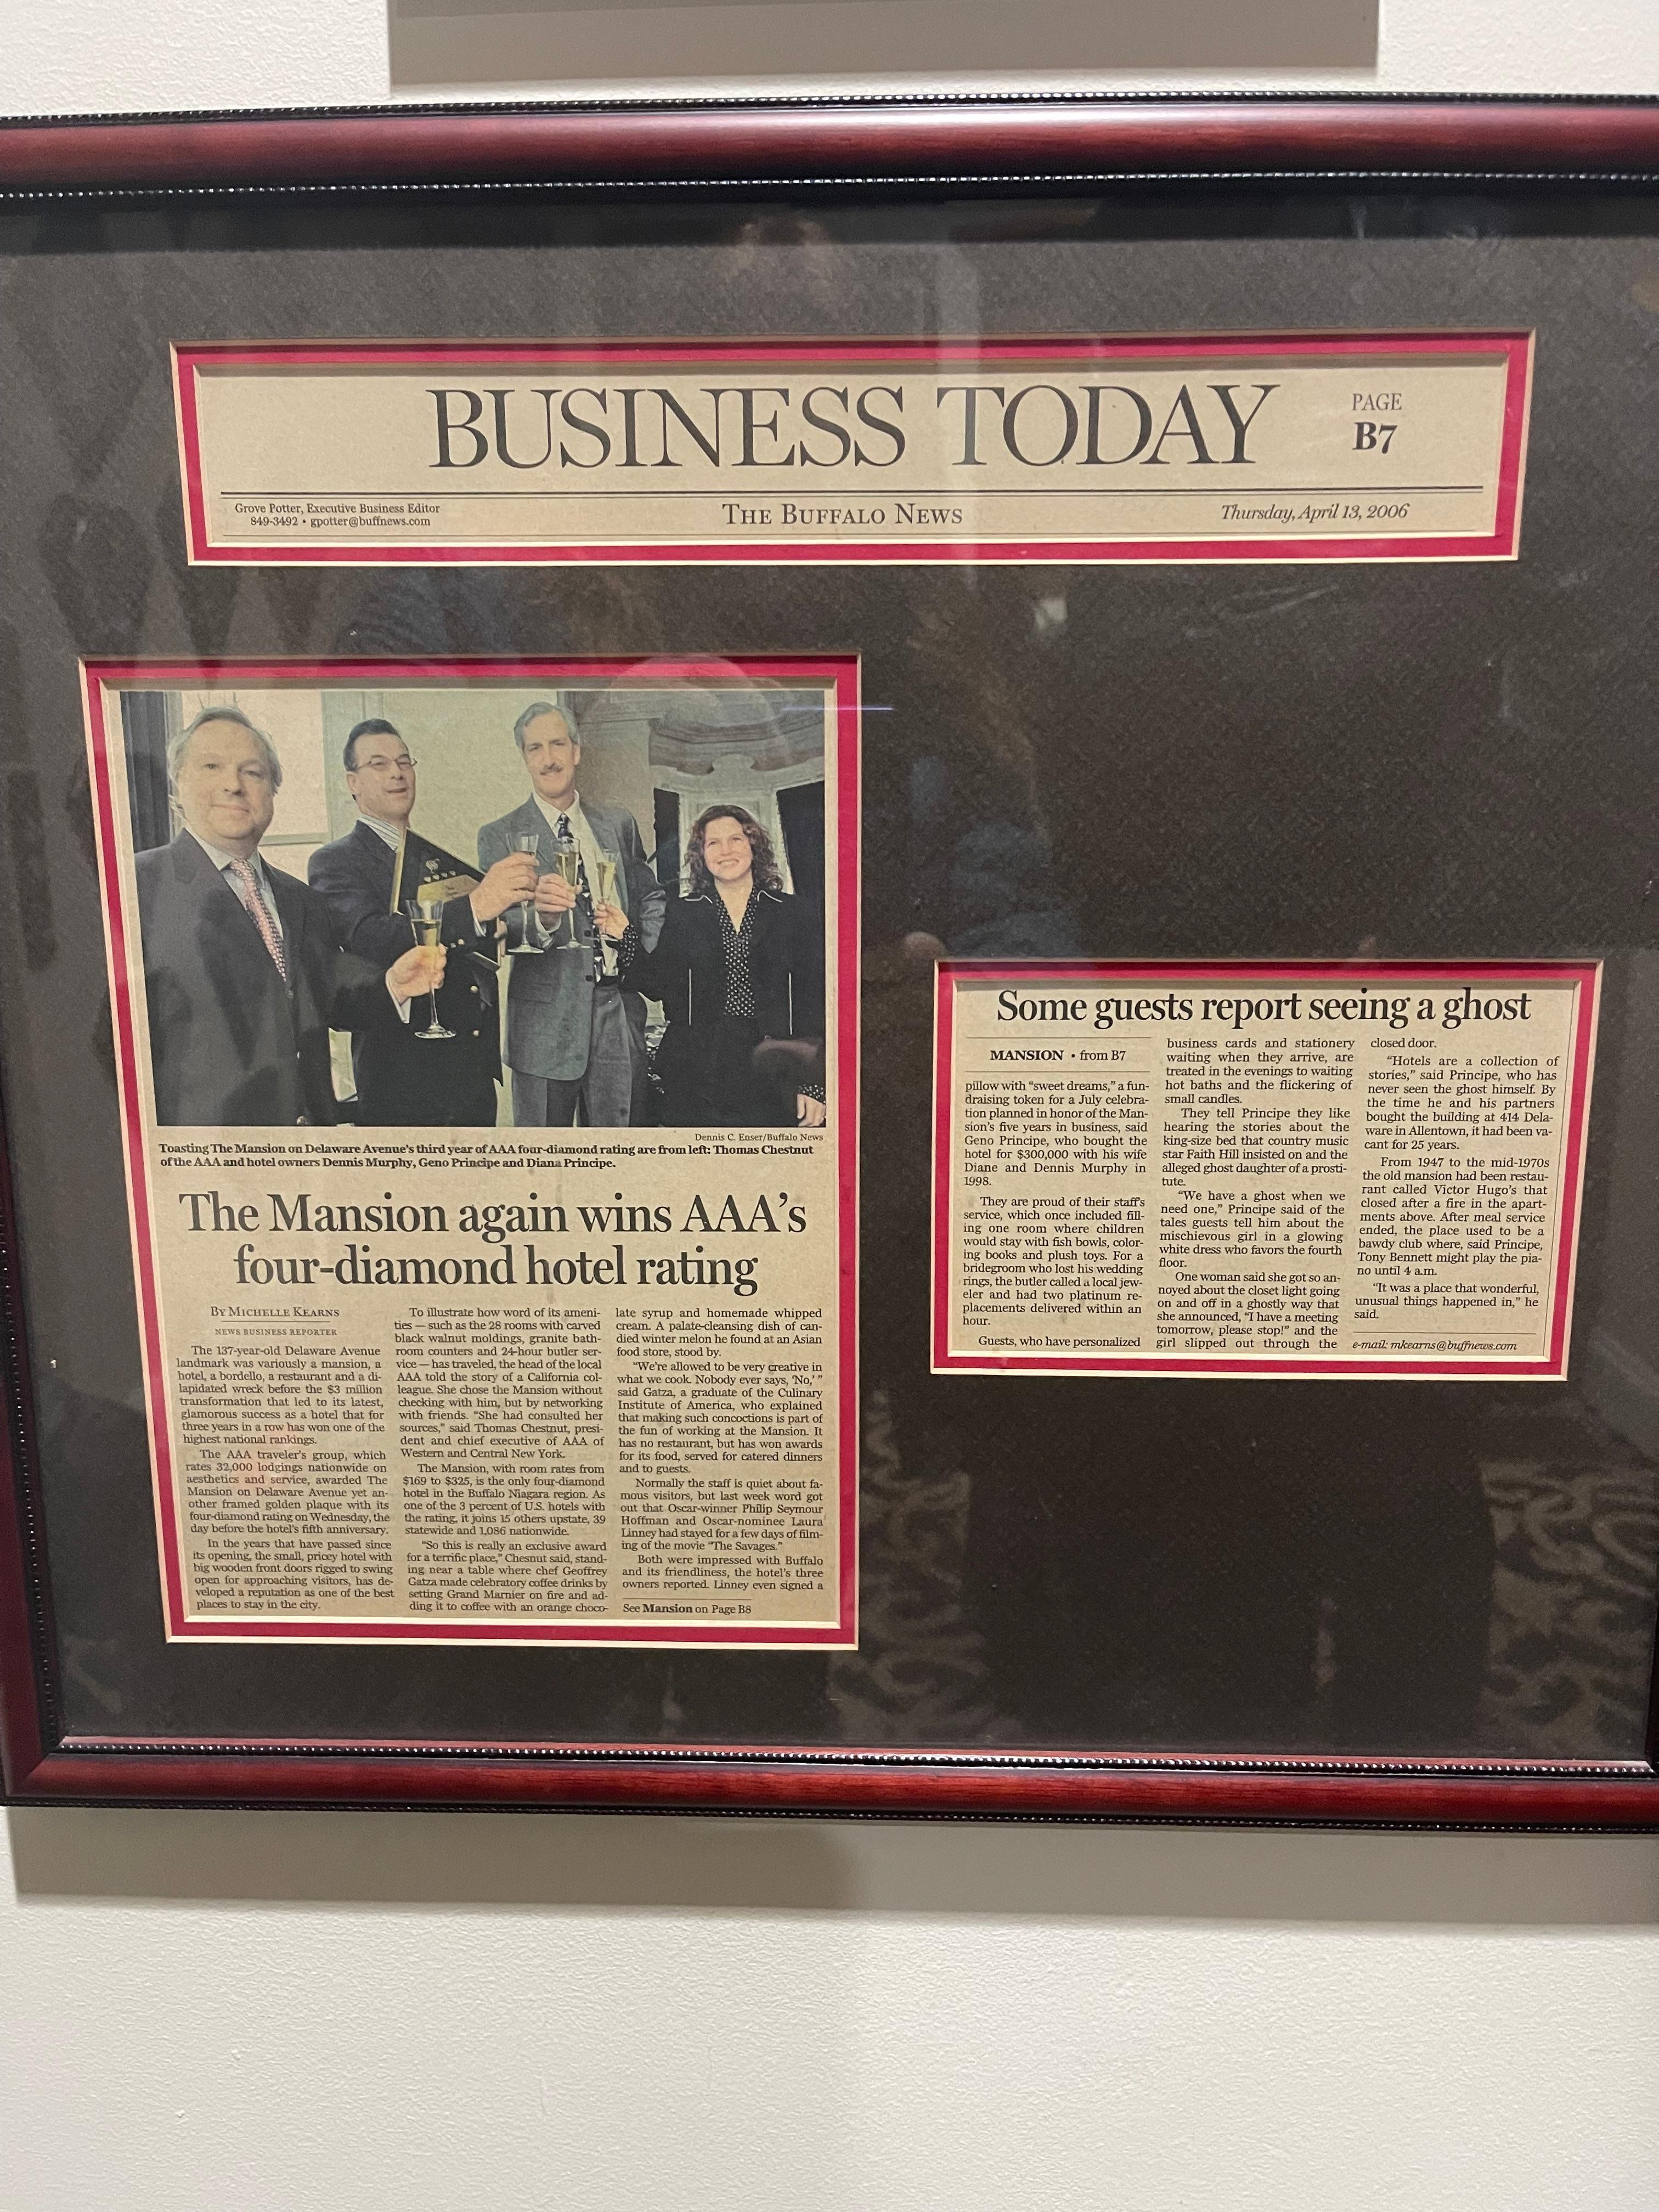 BUSINESS TODAY
PAGE
B7
Grove Potter, Executive Business Editor
849-3492 • gpotter@buffnews.com
THE BUFFALO NEWS
Thursday, April 13, 2006
Dennis C. Enser/Buffalo News
Toasting The Mansion on Delaware Avenue's third year of AAA four-diamond rating are from left: Thomas Chestnut
of the AAA and hotel owners Dennis Murphy, Geno Principe and Diana Principe.
The Mansion again wins AAA's
four-diamond hotel rating
BY MICHELLE KEARNS
NEWS BUSINESS REPORTER
The 137-year-old Delaware Avenue
landmark was variously a mansion, a
hotel, a bordello, a restaurant and a di-
lapidated wreck before the $3 million
transformation that led to its latest,
glamorous success as a hotel that for
three years in a row has won one of the
highest national rankings.
The AAA traveler's group, which
rates 32,000 lodgings nationwide on
aesthetics and service, awarded The
Mansion on Delaware Avenue yet an-
other framed golden plaque with its
four-diamond rating on Wednesday, the
day before the hotel's fifth anniversary.
In the years that have passed since
its opening, the small, pricey hotel with
big wooden front doors rigged to swing
open for approaching visitors, has de-
veloped a reputation as one of the best
places to stay in the city.
To illustrate how word of its ameni-
ties — such as the 28 rooms with carved
black walnut moldings, granite bath-
room counters and 24-hour butler ser-
vice — has traveled, the head of the local
AAA told the story of a California col-
league. She chose the Mansion without
checking with him, but by networking
with friends. "She had consulted her
sources," said Thomas Chestnut, presi-
dent and chief executive of AAA of
Western and Central New York.
The Mansion, with room rates from
$169 to $325, is the only four-diamond
hotel in the Buffalo Niagara region. As
one of the 3 percent of U.S. hotels with
the rating, it joins 15 others upstate, 39
statewide and 1,086 nationwide.
"So this is really an exclusive award
for a terrific place," Chesnut said, stand-
ing near a table where chef Geoffrey
Gatza made celebratory coffee drinks by
setting Grand Marnier on fire and ad-
ding it to coffee with an orange choco-
late syrup and homemade whipped
cream. A palate-cleansing dish of can-
died winter melon he found at an Asian
food store, stood by.
"We're allowed to be very creative in
what we cook. Nobody ever says, 'No,'"
said Gatza, a graduate of the Culinary
Institute of America, who explained
that making such concoctions is part of
the fun of working at the Mansion. It
has no restaurant, but has won awards
for its food, served for catered dinners
and to guests.
Normally the staff is quiet about fa-
mous visitors, but last week word got
out that Oscar-winner Philip Seymour
Hoffman and Oscar-nominee Laura
Linney had stayed for a few days of film-
ing of the movie "The Savages."
Both were impressed with Buffalo
and its friendliness, the hotel's three
owners reported. Linney even signed a
See Mansion on Page B8
Some guests report seeing a ghost
MANSION • from B7
pillow with "sweet dreams," a fun-
draising token for a July celebra-
tion planned in honor of the Man-
sion's five years in business, said
Geno Principe, who bought the
hotel for $300,000 with his wife
Diane and Dennis Murphy in
1998.
They are proud of their staff's
service, which once included fill-
ing one room where children
would stay with fish bowls, color-
ing books and plush toys. For a
bridegroom who lost his wedding
rings, the butler called a local jew-
eler and had two platinum re-
placements delivered within an
hour.
Guests, who have personalized
business cards and stationery
waiting when they arrive, are
treated in the evenings to waiting
hot baths and the flickering of
small candles.
They tell Principe they like
hearing the stories about the
king-size bed that country music
star Faith Hill insisted on and the
alleged ghost daughter of a prosti-
tute.
"We have a ghost when we
need one," Principe said of the
tales guests tell him about the
mischievous girl in a glowing
white dress who favors the fourth
floor.
One woman said she got so an-
noyed about the closet light going
on and off in a ghostly way that
she announced, "I have a meeting
tomorrow, please stop!" and the
girl slipped out through the
closed door.
"Hotels are a collection of
stories," said Principe, who has
never seen the ghost himself. By
the time he and his partners
bought the building at 414 Dela-
ware in Allentown, it had been va-
cant for 25 years.
From 1947 to the mid-1970s
the old mansion had been restau-
rant called Victor Hugo's that
closed after a fire in the apart-
ments above. After meal service
ended, the place used to be a
bawdy club where, said Principe,
Tony Bennett might play the pia-
no until 4 a.m.
"It was a place that wonderful,
unusual things happened in," he
said.
e-mail: mkearns@buffnews.com